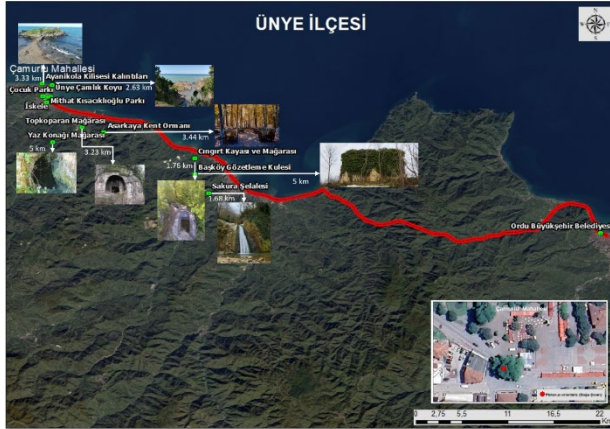 ÜNYE İLÇESİ
Çamurlu Mahallesi
3.33 km
Ayanikola Kilisesi Kalıntıları
Çocuk Parkı
Ünye Çamlık Koyu
2.63 km
Mithat Kısacıklıoğlu Parkı
İskele
Topkoparan Mağarası
Asarkaya Kent Ormanı
3.44 km
Yaz Konağı Mağarası
5 km
3.23 km
Cıngırt Kayası ve Mağarası
1.76 km
Başköy Gözetleme Kulesi
5 km
Sakura Şelalesi
1.68 km
Ordu Büyükşehir Belediyes
0 2,75 5,5 11 16,5 22